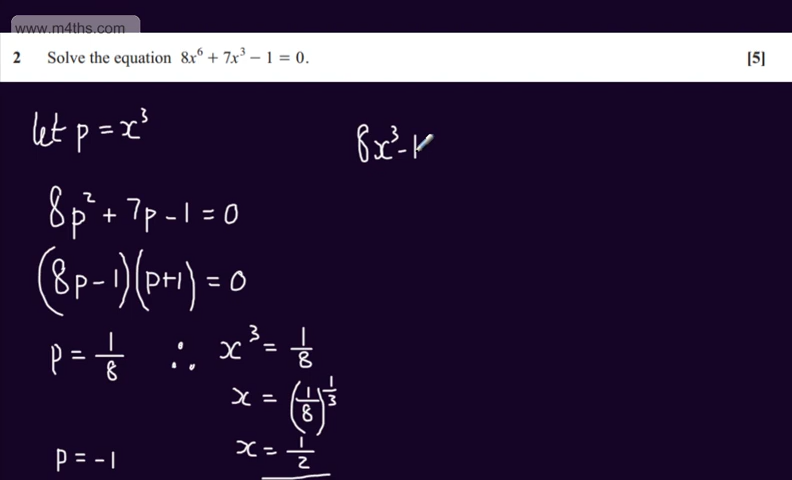 www.m4ths.com
2 Solve the equation 8x⁶ + 7x³ − 1 = 0. [5]
let p = x³
8p² + 7p − 1 = 0
(8p − 1)(p+1) = 0
p = 1/8 ∴ x³ = 1/8
x = (1/8)^(1/3)
x = 1/2
p = −1
8x³ − 1